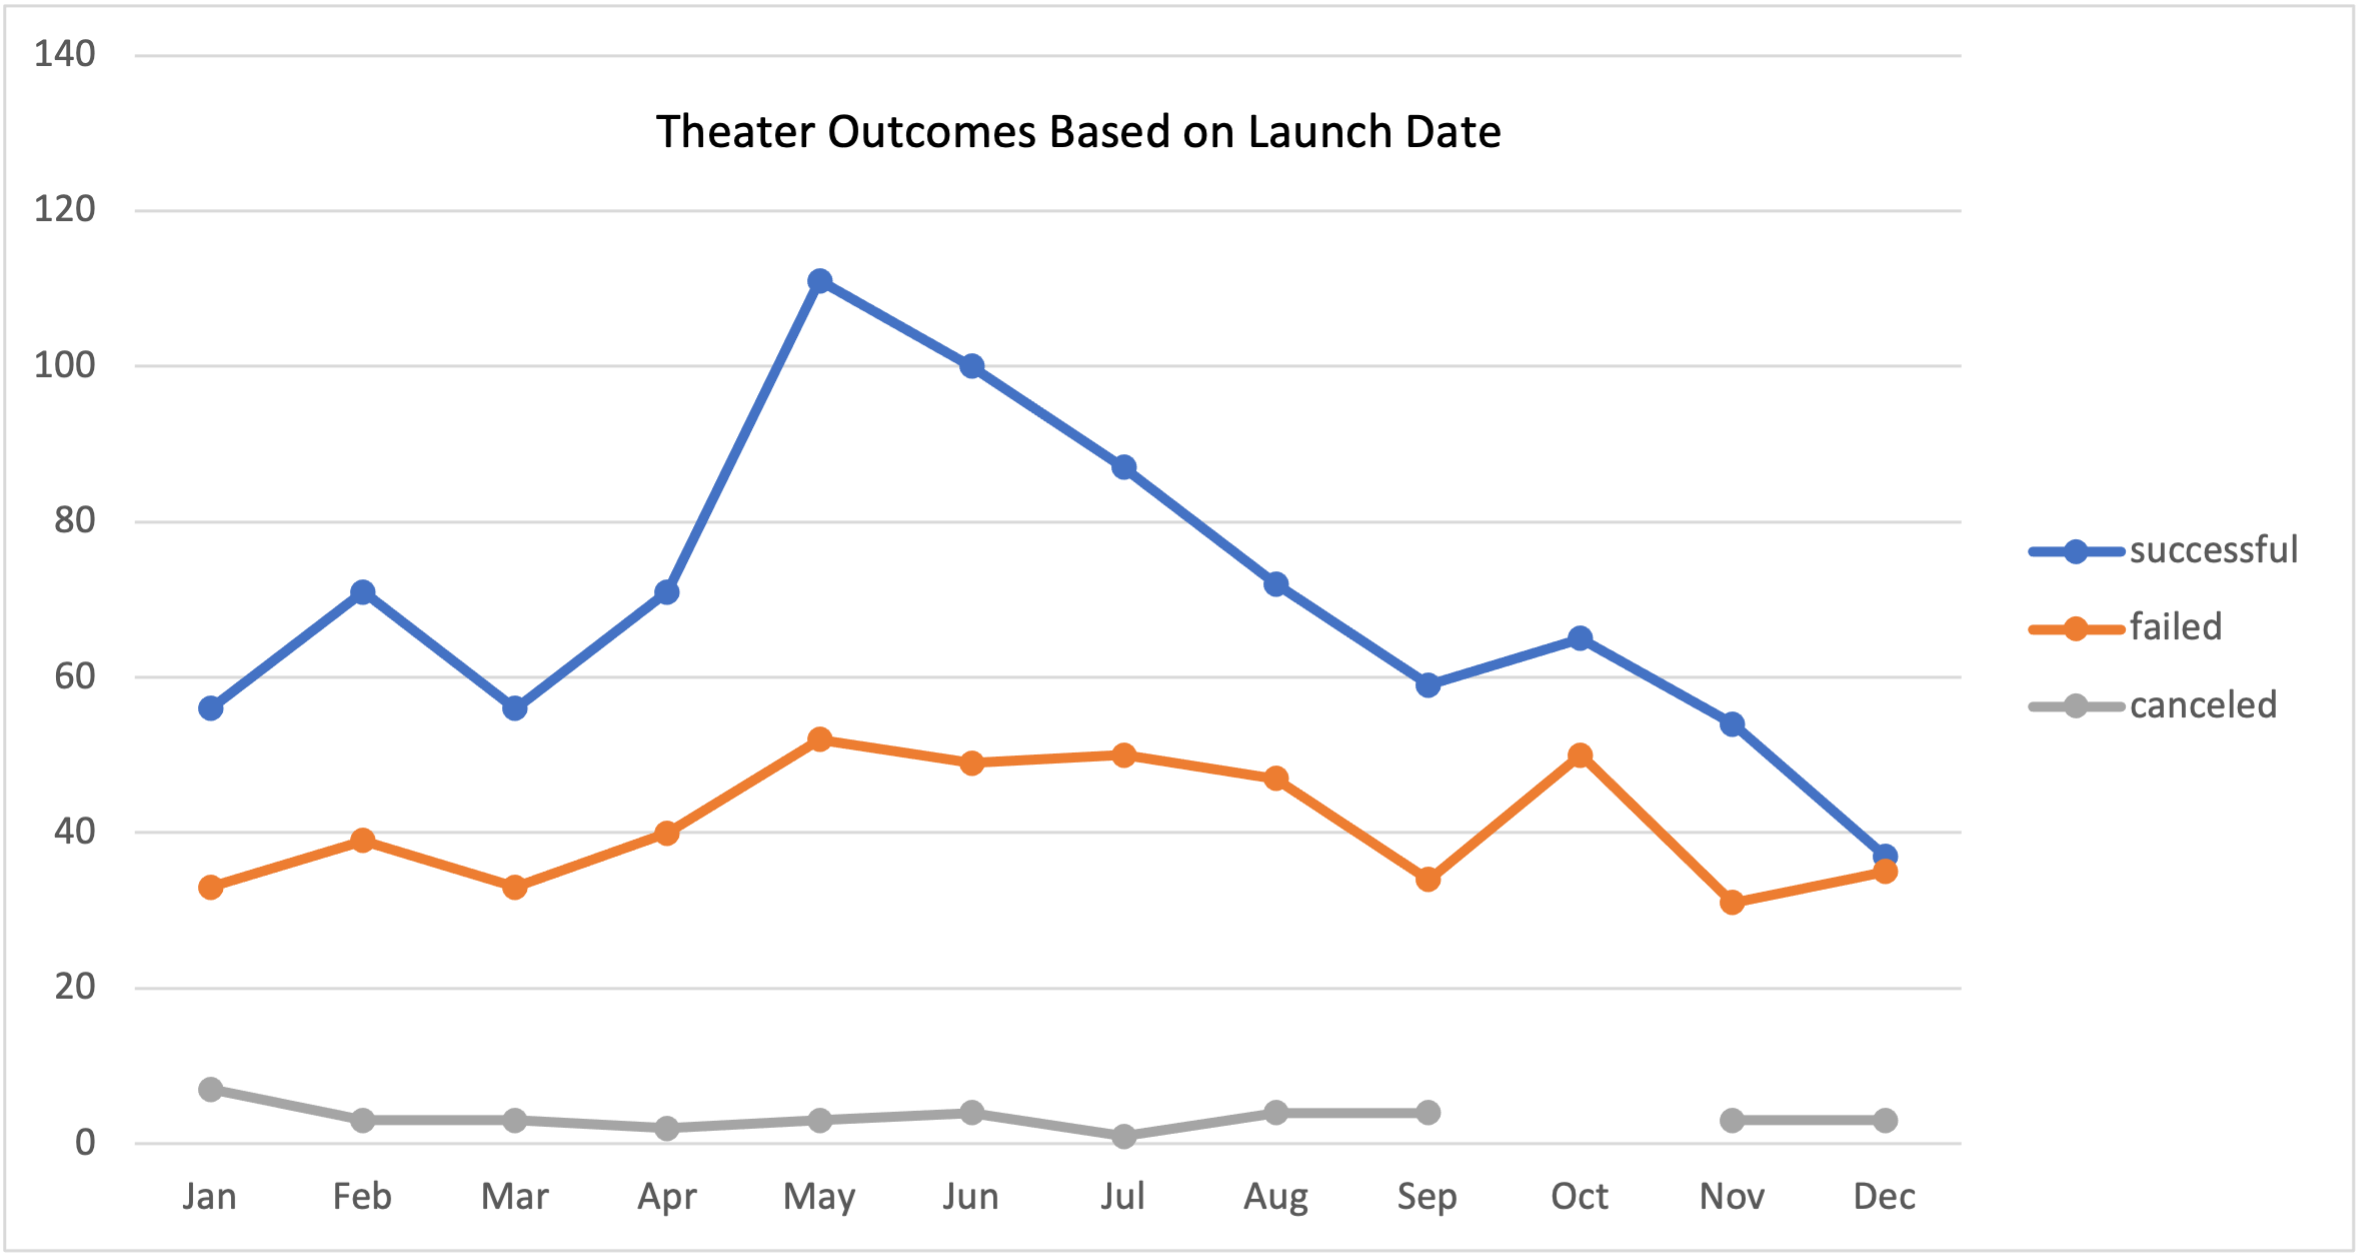 Theater Outcomes Based on Launch Date
140
120
100
80
60
40
20
0
Jan Feb Mar Apr May Jun Jul Aug Sep Oct Nov Dec
successful
failed
canceled